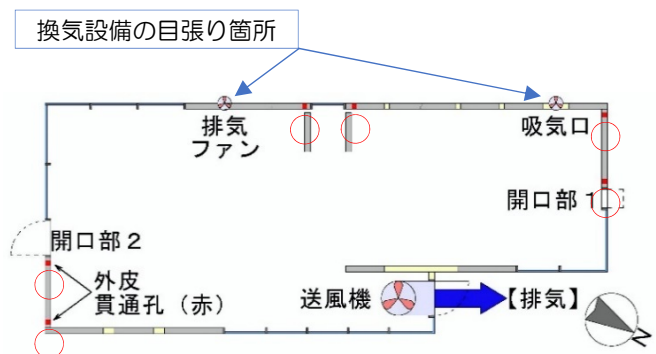 換気設備の目張り箇所
排気
ファン
吸気口
開口部1
開口部2
外皮
貫通孔（赤）
送風機
【排気】
N